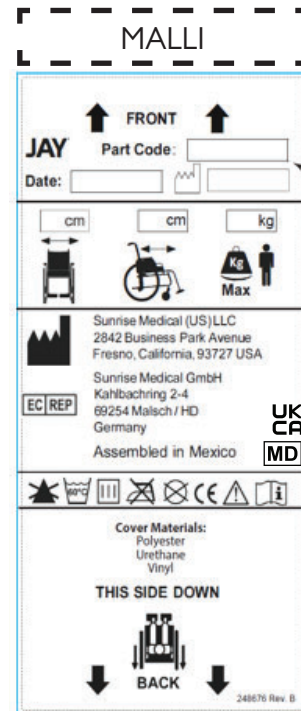 MALLI
FRONT
JAY
Part Code:
Date:
cm
cm
kg
Kg
Max
Sunrise Medical (US)LLC
2842 Business Park Avenue
Fresno, California, 93727 USA
Sunrise Medical GmbH
Kahlbachring 2-4
69254 Malsch / HD
Germany
EC REP
UK
CA
Assembled in Mexico
MD
60°C
CE
i
Cover Materials:
Polyester
Urethane
Vinyl
THIS SIDE DOWN
BACK
248676 Rev. B